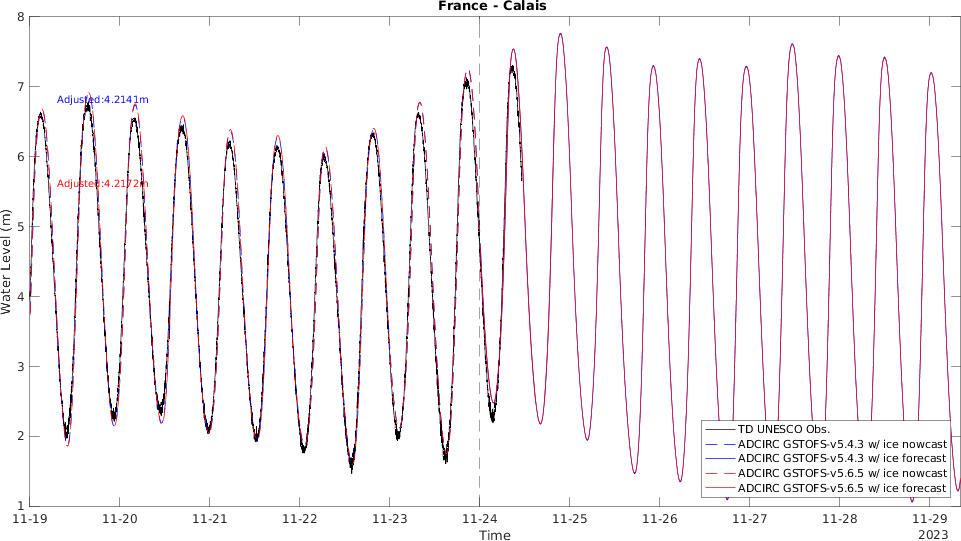 France - Calais
8
7
6
5
4
3
2
1
Water Level (m)
Adjusted:4.2141m
Adjusted:4.2172m
TD UNESCO Obs.
ADCIRC GSTOFS-v5.4.3 w/ ice nowcast
ADCIRC GSTOFS-v5.4.3 w/ ice forecast
ADCIRC GSTOFS-v5.6.5 w/ ice nowcast
ADCIRC GSTOFS-v5.6.5 w/ ice forecast
11-19 11-20 11-21 11-22 11-23 11-24 11-25 11-26 11-27 11-28 11-29
Time
2023